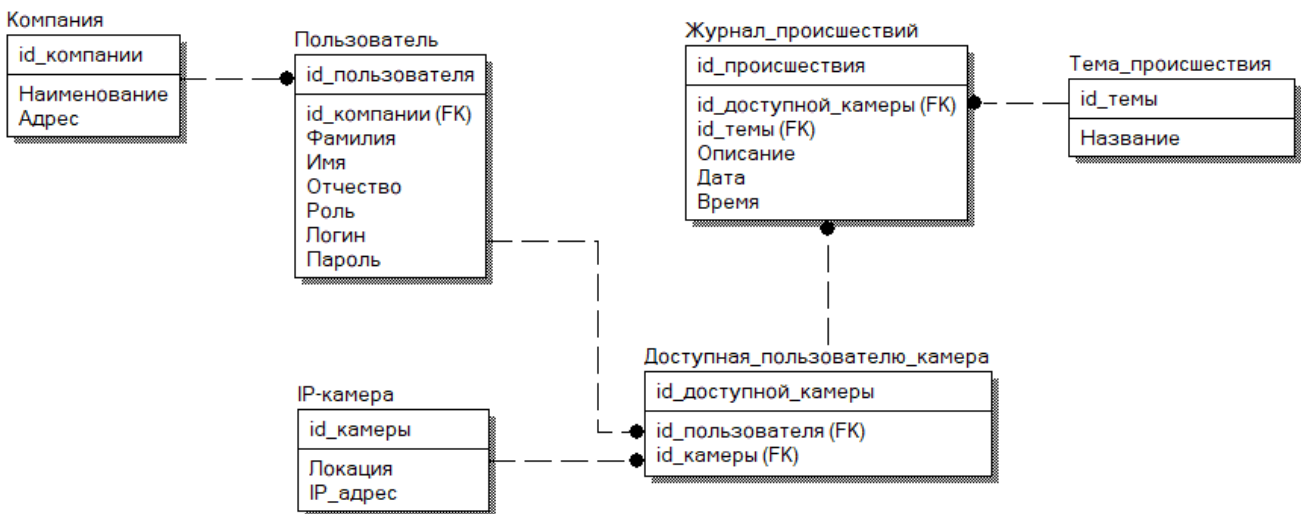 Компания
id_компании
Наименование
Адрес
Пользователь
id_пользователя
id_компании (FK)
Фамилия
Имя
Отчество
Роль
Логин
Пароль
Журнал_происшествий
id_происшествия
id_доступной_камеры (FK)
id_темы (FK)
Описание
Дата
Время
Тема_происшествия
id_темы
Название
IP-камера
id_камеры
Локация
IP_адрес
Доступная_пользователю_камера
id_доступной_камеры
id_пользователя (FK)
id_камеры (FK)